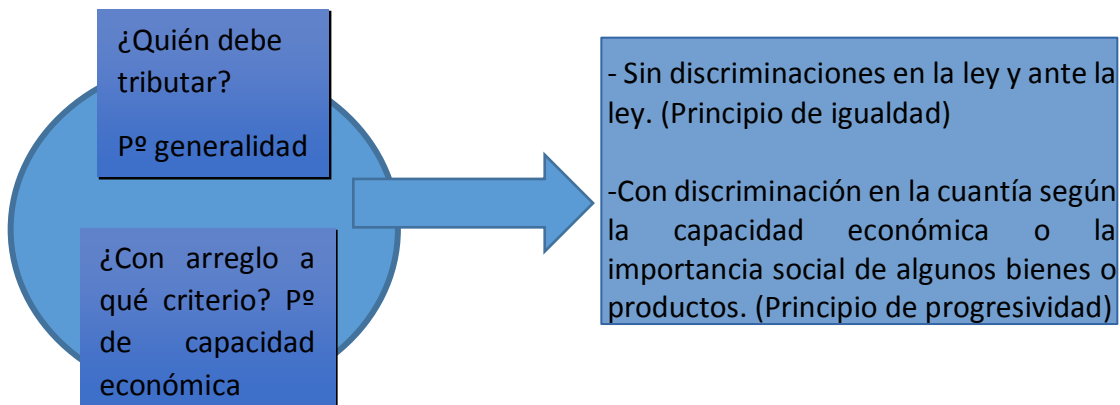 ¿Quién debe
tributar?
Pº generalidad
¿Con arreglo a
qué criterio? Pº
de capacidad
económica
- Sin discriminaciones en la ley y ante la
ley. (Principio de igualdad)
-Con discriminación en la cuantía según
la capacidad económica o la
importancia social de algunos bienes o
productos. (Principio de progresividad)